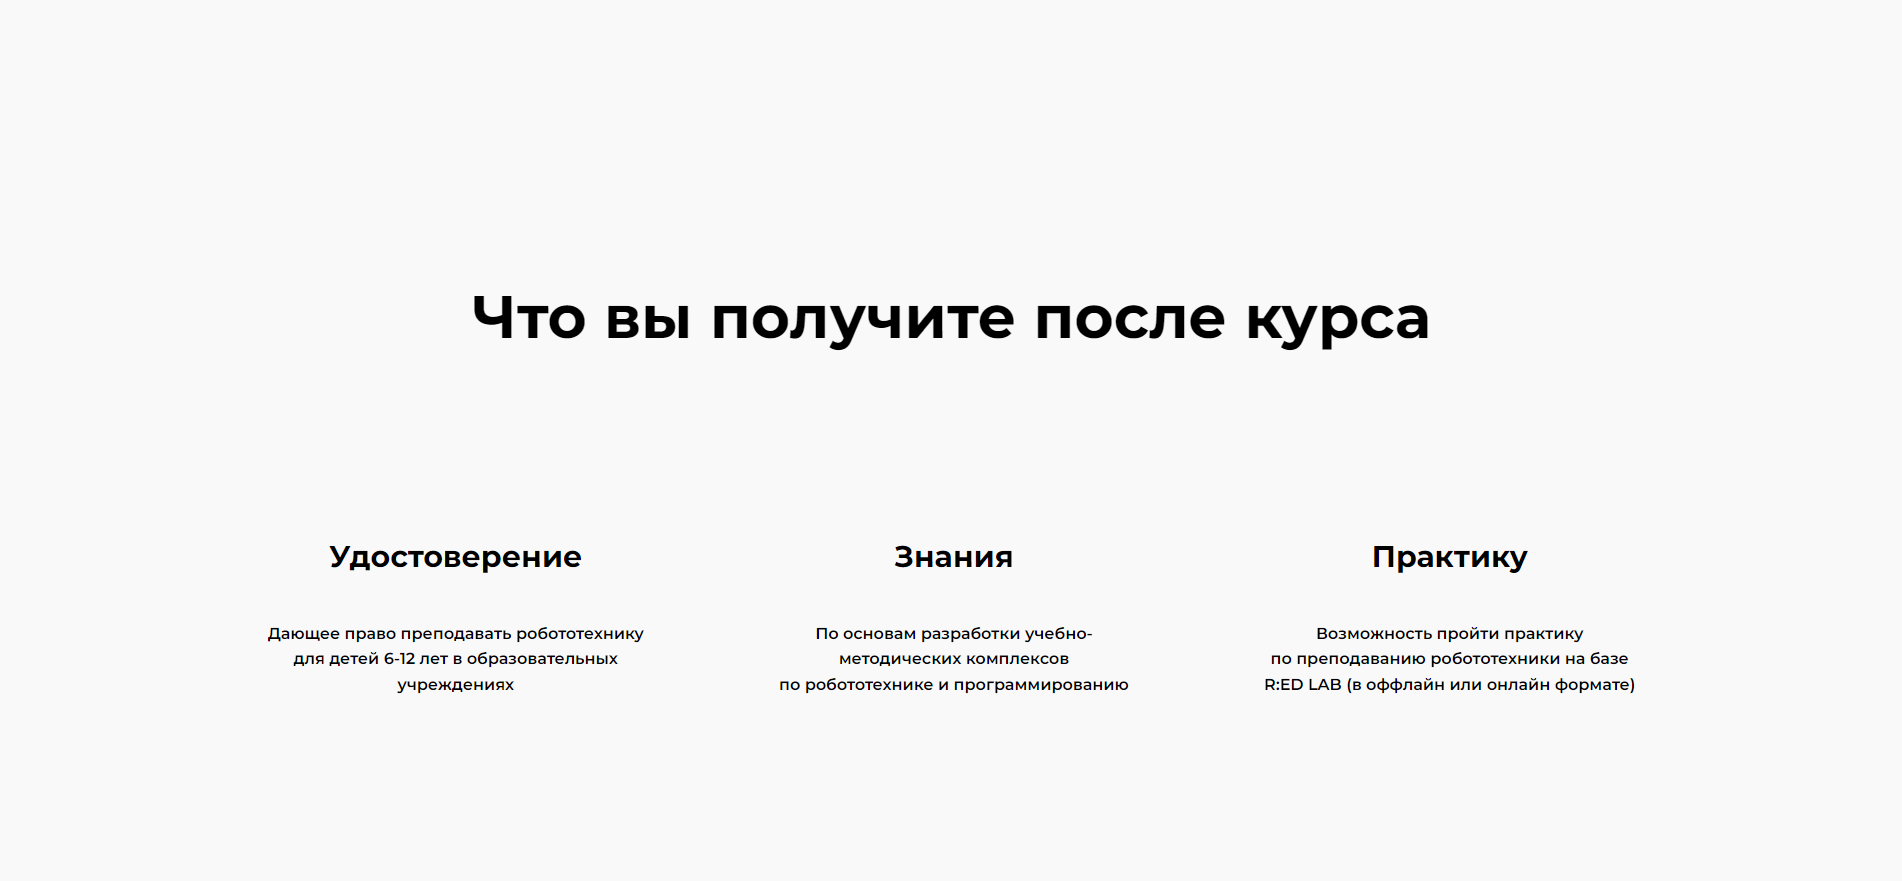 Что вы получите после курса
Удостоверение
Дающее право преподавать робототехнику
для детей 6-12 лет в образовательных
учреждениях
Знания
По основам разработки учебно-
методических комплексов
по робототехнике и программированию
Практику
Возможность пройти практику
по преподаванию робототехники на базе
R:ED LAB (в оффлайн или онлайн формате)